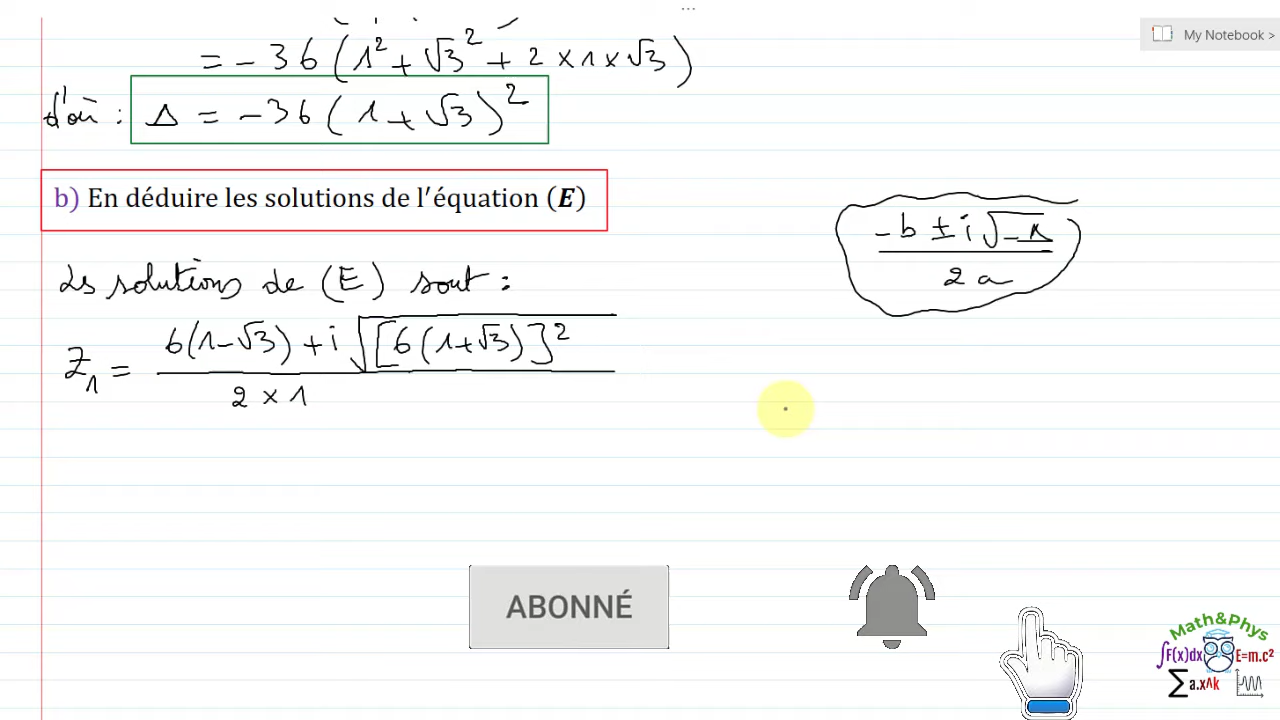 My Notebook >
= -36(1² + √3² + 2×1×√3)
d'où : Δ = -36(1+√3)²
b) En déduire les solutions de l'équation (E)
(-b ± i√-Δ)/2a
Les solutions de (E) sont :
Z₁ = (6(1-√3) + i√[6(1+√3)]²)/(2×1)
ABONNÉ
Math&Phys
∫F(x)dx E=m.c²
∑ a.x∧k